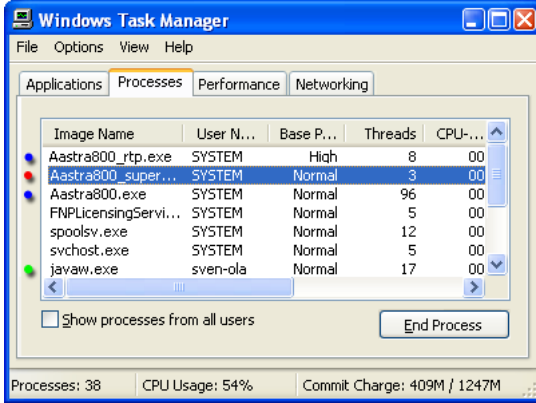 Windows Task Manager
File Options View Help
Applications Processes Performance Networking
Image Name User N... Base P... Threads CPU-...
Aastra800_rtp.exe SYSTEM High 8 00
Aastra800_super... SYSTEM Normal 3 00
Aastra800.exe SYSTEM Normal 96 00
FNPLicensingServi... SYSTEM Normal 5 00
spoolsv.exe SYSTEM Normal 12 00
svchost.exe SYSTEM Normal 5 00
javaw.exe sven-ola Normal 17 00
Show processes from all users
End Process
Processes: 38 CPU Usage: 54% Commit Charge: 409M / 1247M